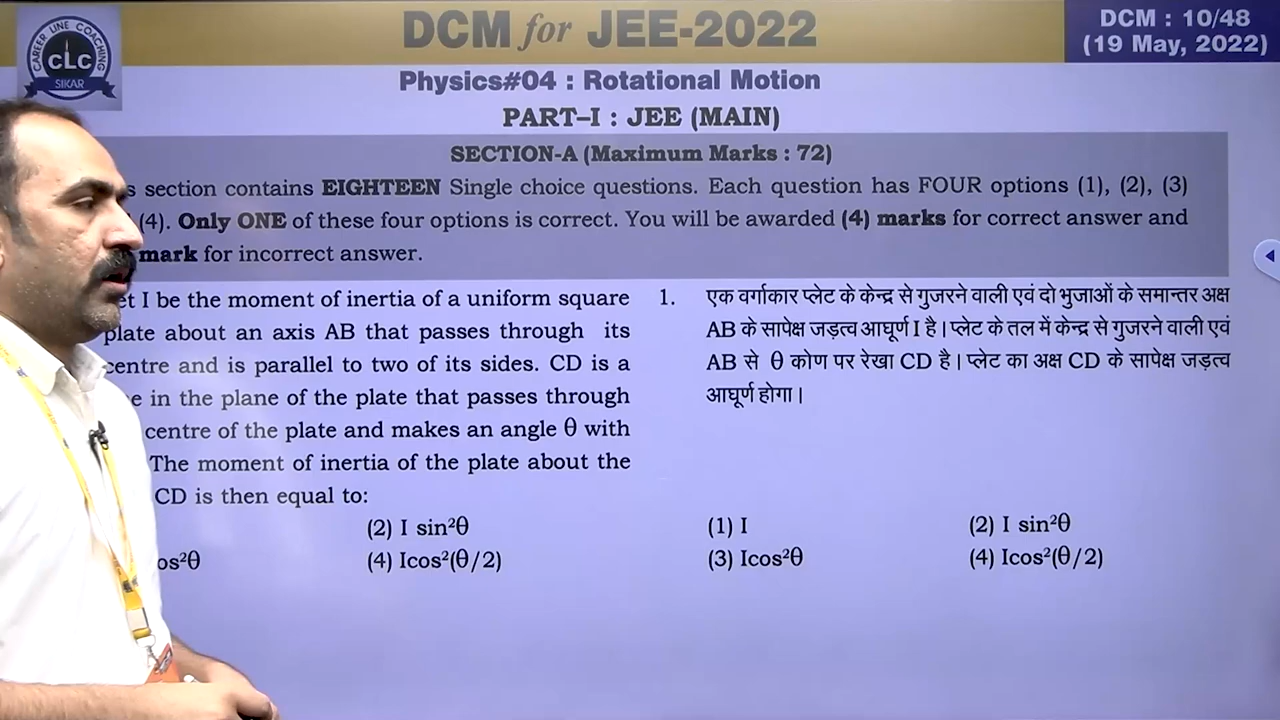 CAREER LINE COACHING
CLC
SIKAR
DCM for JEE-2022
DCM : 10/48
(19 May, 2022)
Physics#04 : Rotational Motion
PART–I : JEE (MAIN)
SECTION-A (Maximum Marks : 72)
s section contains EIGHTEEN Single choice questions. Each question has FOUR options (1), (2), (3)
(4). Only ONE of these four options is correct. You will be awarded (4) marks for correct answer and
mark for incorrect answer.
et I be the moment of inertia of a uniform square
plate about an axis AB that passes through its
centre and is parallel to two of its sides. CD is a
e in the plane of the plate that passes through
centre of the plate and makes an angle θ with
The moment of inertia of the plate about the
CD is then equal to:
(2) I sin²θ
os²θ (4) Icos²(θ/2)
1. एक वर्गाकार प्लेट के केन्द्र से गुजरने वाली एवं दो भुजाओं के समान्तर अक्ष
AB के सापेक्ष जड़त्व आघूर्ण I है। प्लेट के तल में केन्द्र से गुजरने वाली एवं
AB से θ कोण पर रेखा CD है। प्लेट का अक्ष CD के सापेक्ष जड़त्व
आघूर्ण होगा।
(1) I (2) I sin²θ
(3) Icos²θ (4) Icos²(θ/2)